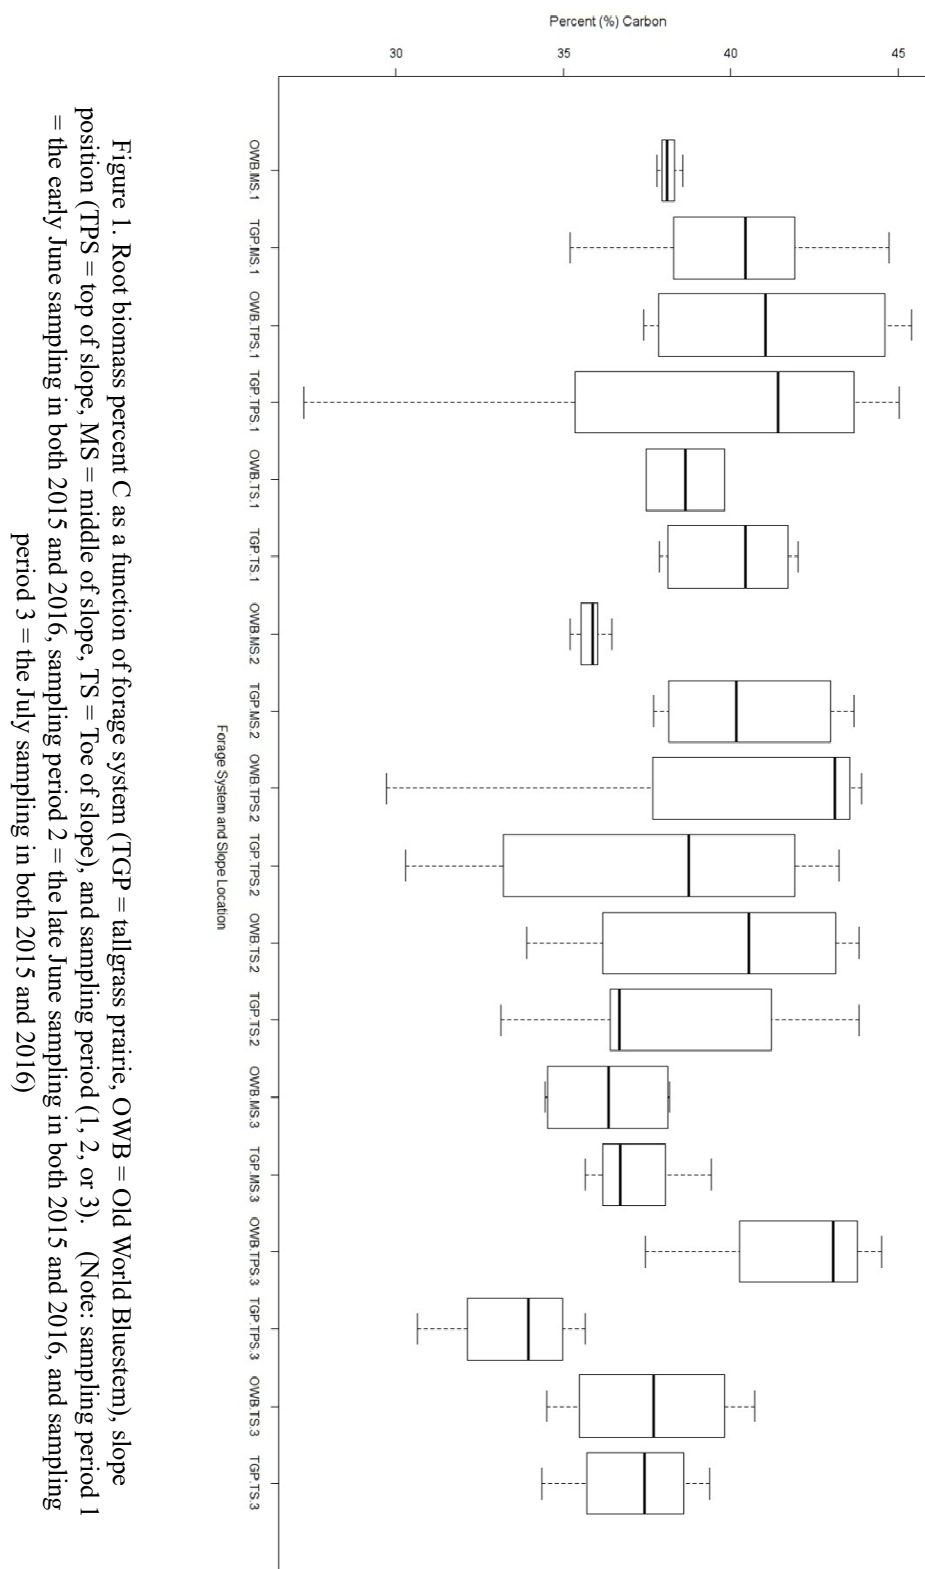 Percent (%) Carbon
30
35
40
45
OWB.MS.1
TGP.MS.1
OWB.TPS.1
TGP.TPS.1
OWB.TS.1
TGP.TS.1
OWB.MS.2
TGP.MS.2
OWB.TPS.2
TGP.TPS.2
OWB.TS.2
TGP.TS.2
OWB.MS.3
TGP.MS.3
OWB.TPS.3
TGP.TPS.3
OWB.TS.3
TGP.TS.3
Forage System and Slope Location
Figure 1. Root biomass percent C as a function of forage system (TGP = tallgrass prairie, OWB = Old World Bluestem), slope
position (TPS = top of slope, MS = middle of slope, TS = Toe of slope), and sampling period (1, 2, or 3). (Note: sampling period 1
= the early June sampling in both 2015 and 2016, sampling period 2 = the late June sampling in both 2015 and 2016, and sampling
period 3 = the July sampling in both 2015 and 2016)